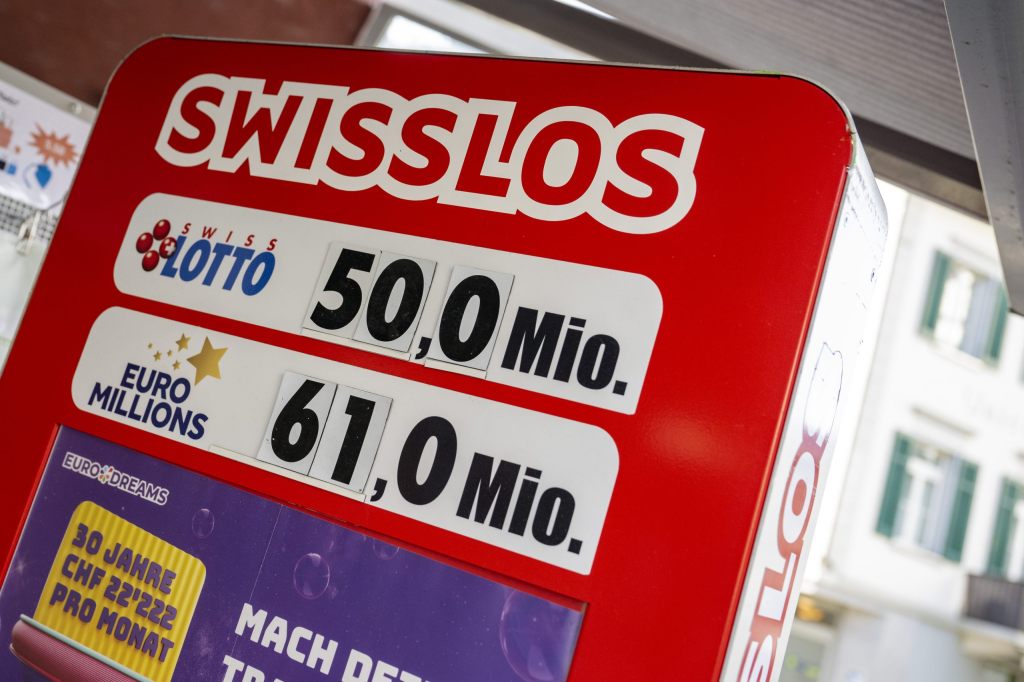 SWISSLOS
SWISS
LOTTO
50,0 Mio.
EURO
MILLIONS
61,0 Mio.
EURO DREAMS
30 JAHRE
CHF 22'222
PRO MONAT
MACH
SWISSLOS